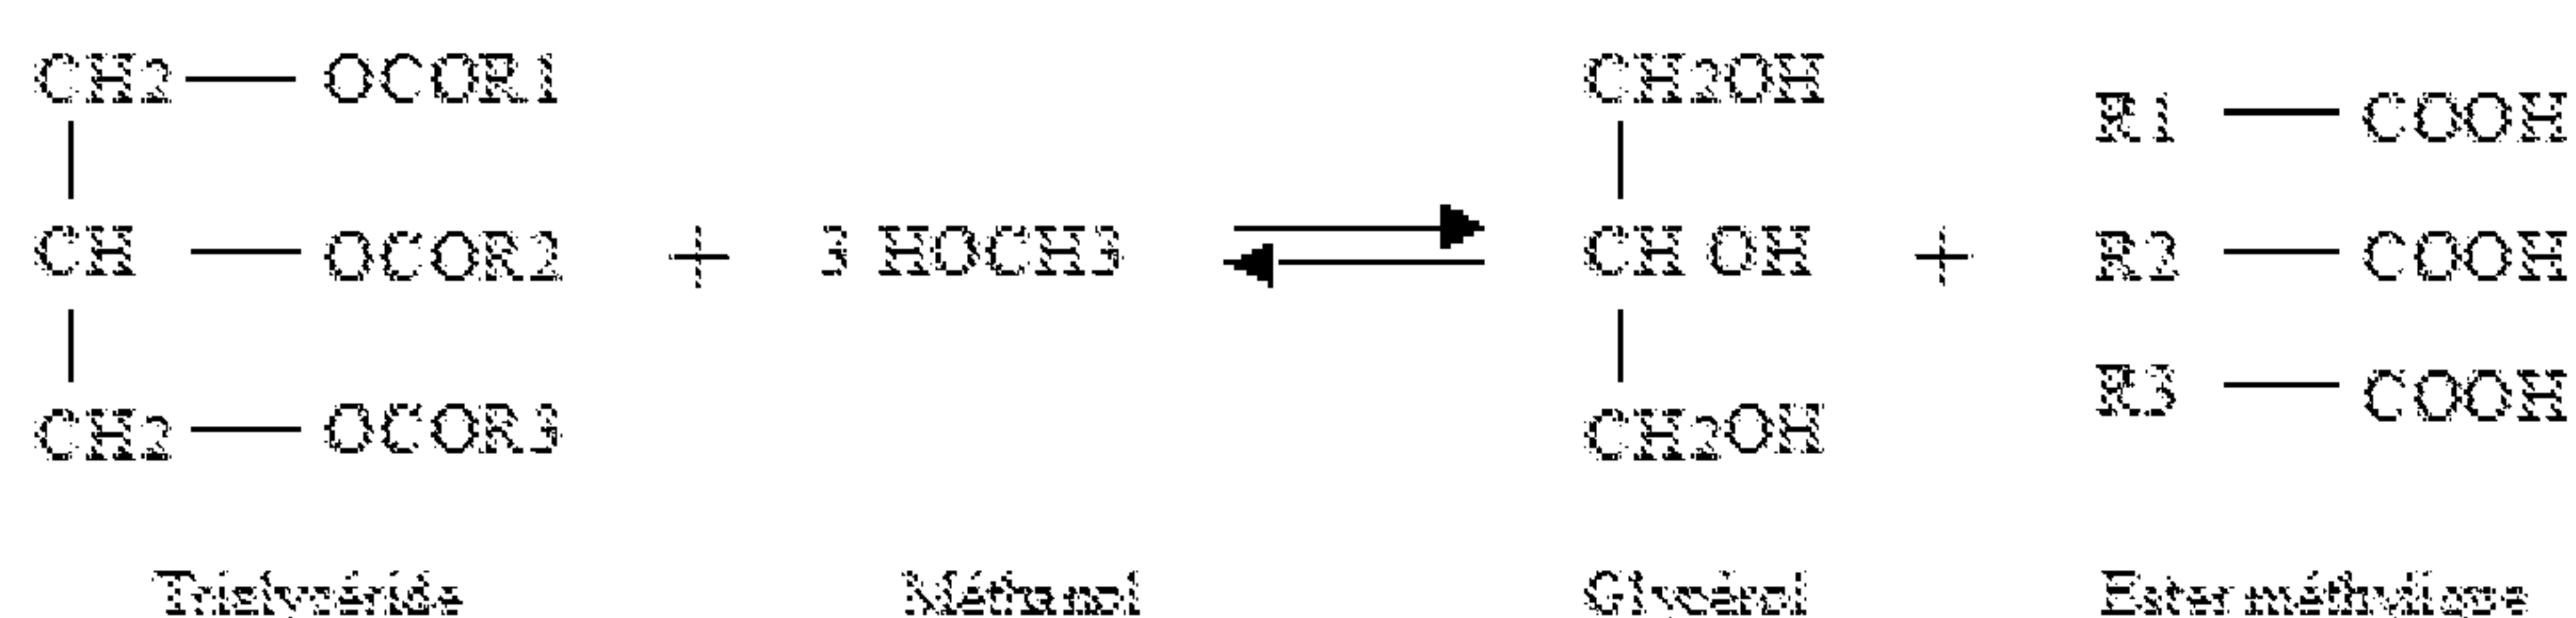 CH2 OCOR1 CH2OH R1 COOH
CH OCOR2 + 3 HOCH3 CH OH + R2 COOH
CH2 OCOR3 CH2OH R3 COOH
Triglycéride Méthanol Glycérol Ester méthylique